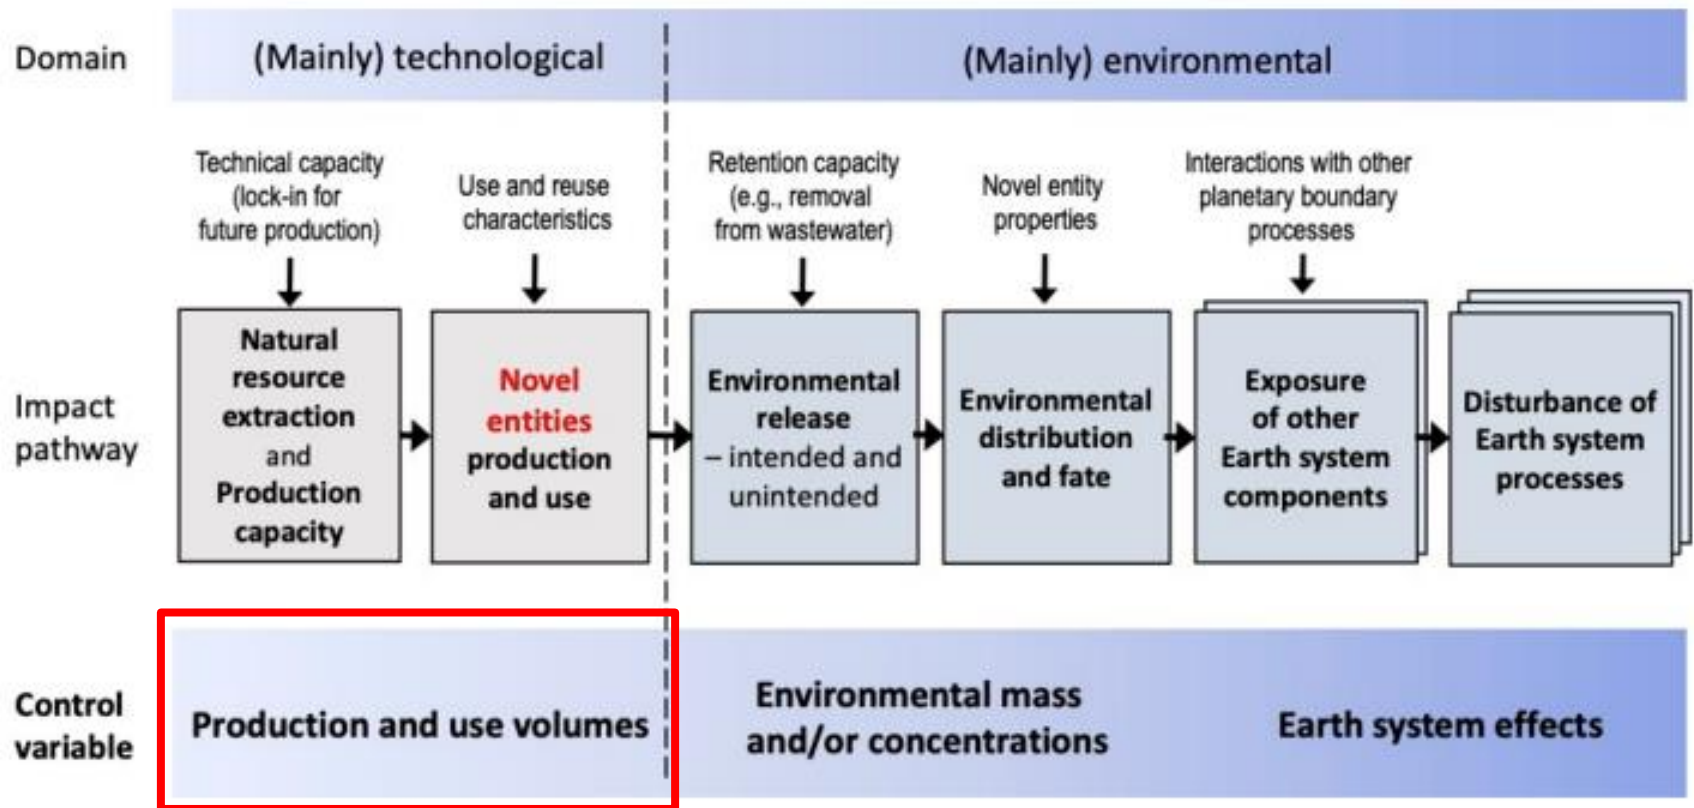 Domain
(Mainly) technological
(Mainly) environmental
Technical capacity
(lock-in for
future production)
Use and reuse
characteristics
Retention capacity
(e.g., removal
from wastewater)
Novel entity
properties
Interactions with other
planetary boundary
processes
Impact
pathway
Natural
resource
extraction
and
Production
capacity
Novel
entities
production
and use
Environmental
release
– intended and
unintended
Environmental
distribution
and fate
Exposure
of other
Earth system
components
Disturbance of
Earth system
processes
Control
variable
Production and use volumes
Environmental mass
and/or concentrations
Earth system effects